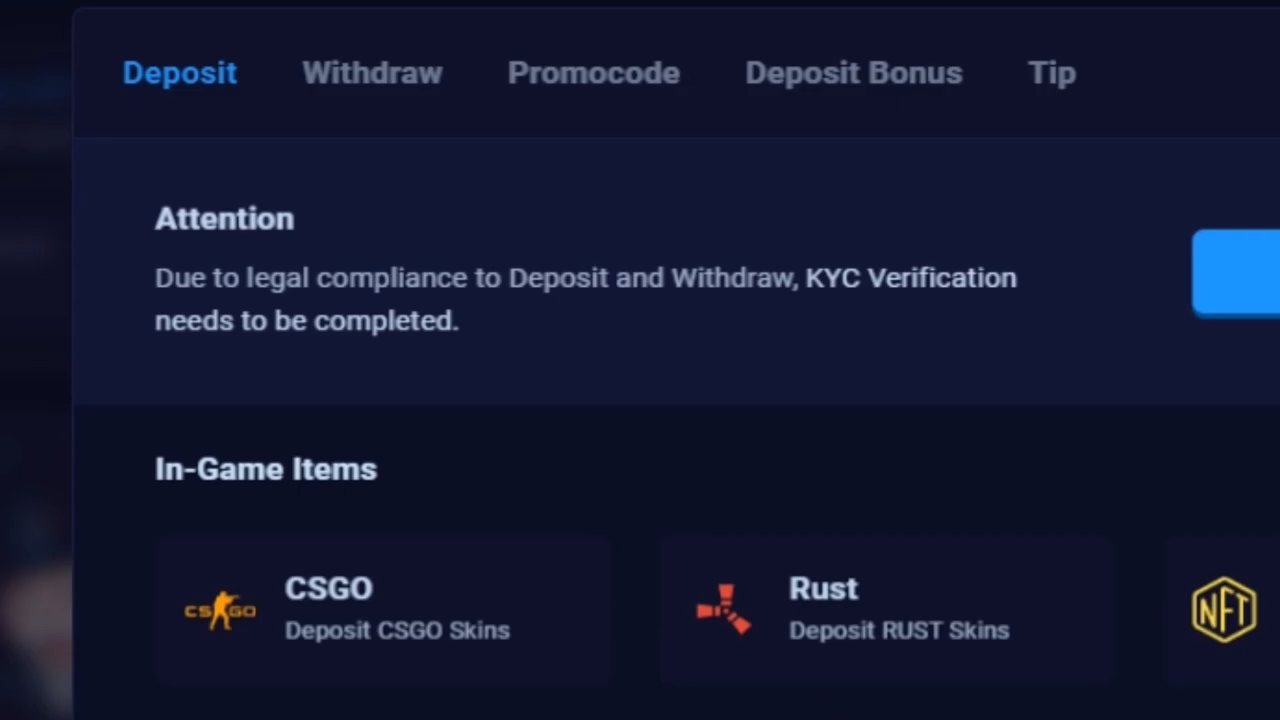 Deposit Withdraw Promocode Deposit Bonus Tip
Attention
Due to legal compliance to Deposit and Withdraw, KYC Verification
needs to be completed.
In-Game Items
CSGO
Deposit CSGO Skins
CS GO
Rust
Deposit RUST Skins
NFT